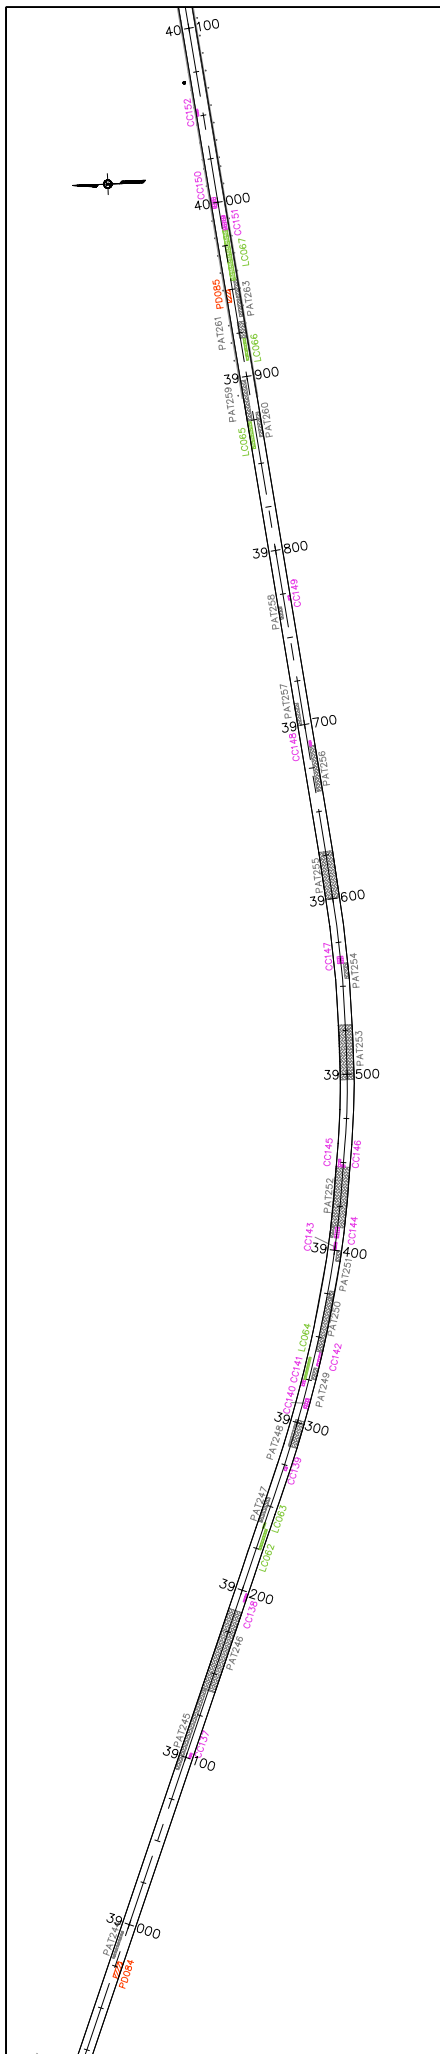 40 100
CC152
CC150
40 000
CC151
LC067
PD085
PAT263
PAT261
LC066
39 900
PAT259
PAT260
LC065
39 800
CC149
PAT258
PAT257
39 700
CC148
PAT256
PAT255
39 600
CC147
PAT254
PAT253
39 500
CC145
CC146
PAT252
CC143
CC144
39 400
PAT251
PAT250
LC064
CC142
CC141
PAT249
CC140
39 300
PAT248
CC139
PAT247
LC063
LC062
39 200
CC138
PAT246
PAT245
CC137
39 100
39 000
PD084